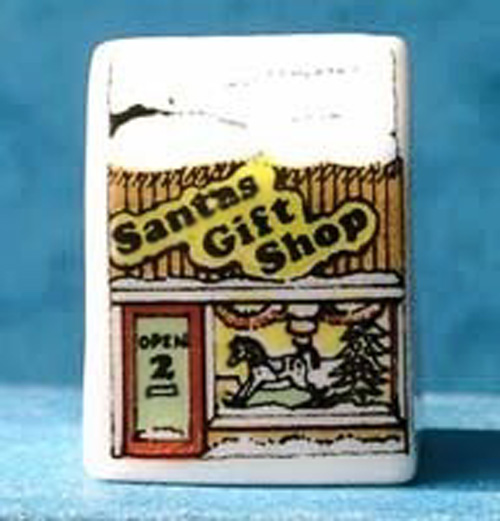 Santas
Gift
Shop
OPEN
2